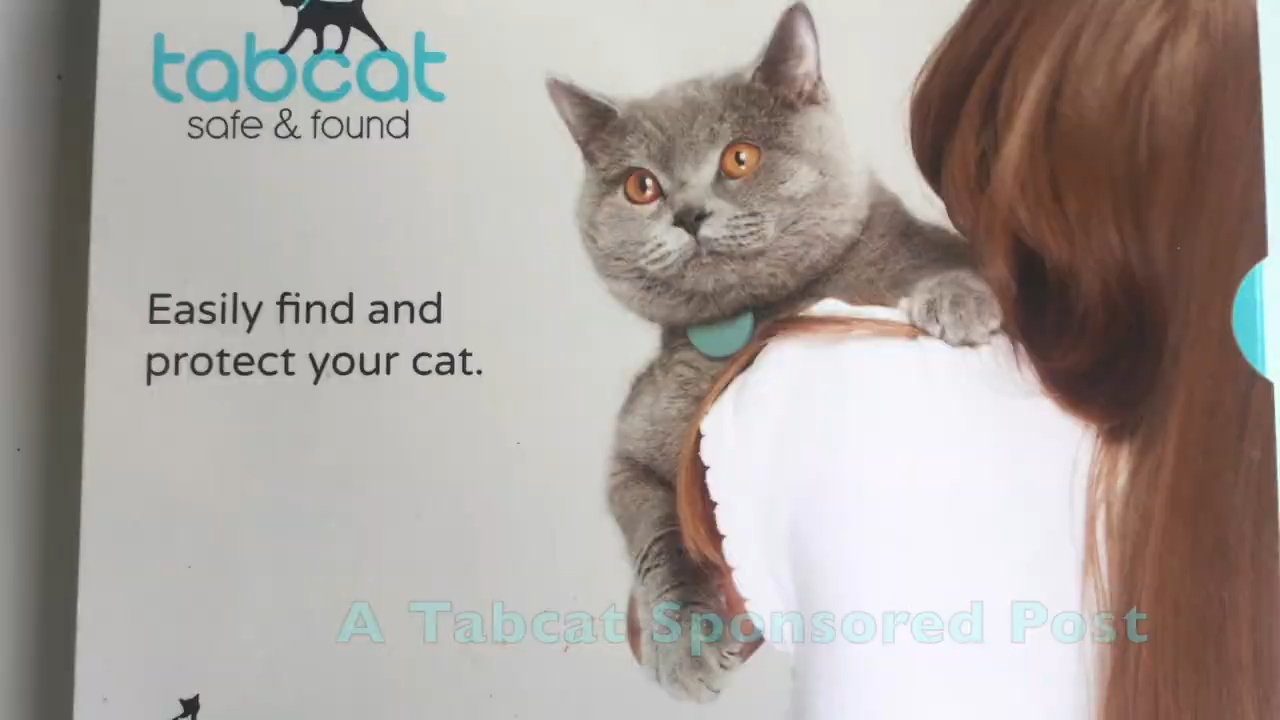 tabcat
safe & found
Easily find and
protect your cat.
A Tabcat Sponsored Post